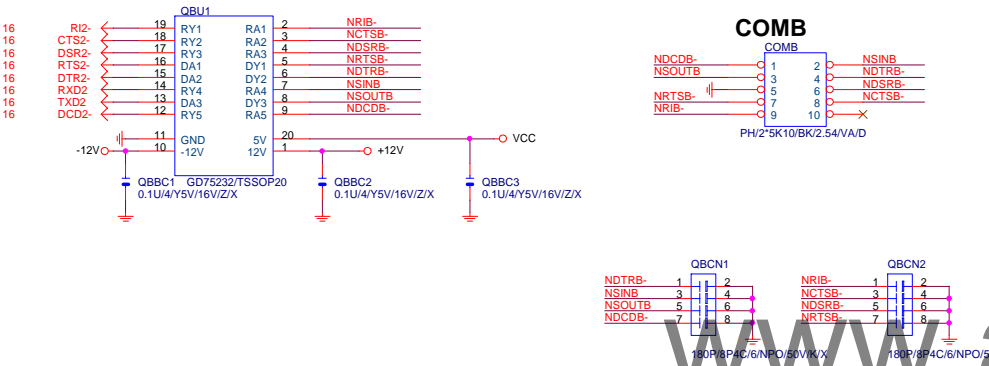 QBU1
16 RI2- 19 RY1 RA1 2 NRIB-
16 CTS2- 18 RY2 RA2 3 NCTSB-
16 DSR2- 17 RY3 RA3 4 NDSRB-
16 RTS2- 16 DA1 DY1 5 NRTSB-
16 DTR2- 15 DA2 DY2 6 NDTRB-
16 RXD2 14 RY4 RA4 7 NSINB
16 TXD2 13 DA3 DY3 8 NSOUTB
16 DCD2- 12 RY5 RA5 9 NDCDB-
11 GND 5V 20 VCC
-12V 10 -12V 12V 1 +12V
GD75232/TSSOP20
QBBC1 QBBC2 QBBC3
0.1U/4/Y5V/16V/Z/X 0.1U/4/Y5V/16V/Z/X 0.1U/4/Y5V/16V/Z/X
COMB
COMB
NDCDB- 1 2 NSINB
NSOUTB 3 4 NDTRB-
5 6 NDSRB-
NRTSB- 7 8 NCTSB-
NRIB- 9 10
PH/2*5K10/BK/2.54/VA/D
QBCN1
NDTRB- 1 2
NSINB 3 4
NSOUTB 5 6
NDCDB- 7 8
180P/8P4C/6/NPO/50V/K/X
QBCN2
NRIB- 1 2
NCTSB- 3 4
NDSRB- 5 6
NRTSB- 7 8
180P/8P4C/6/NPO/5
www